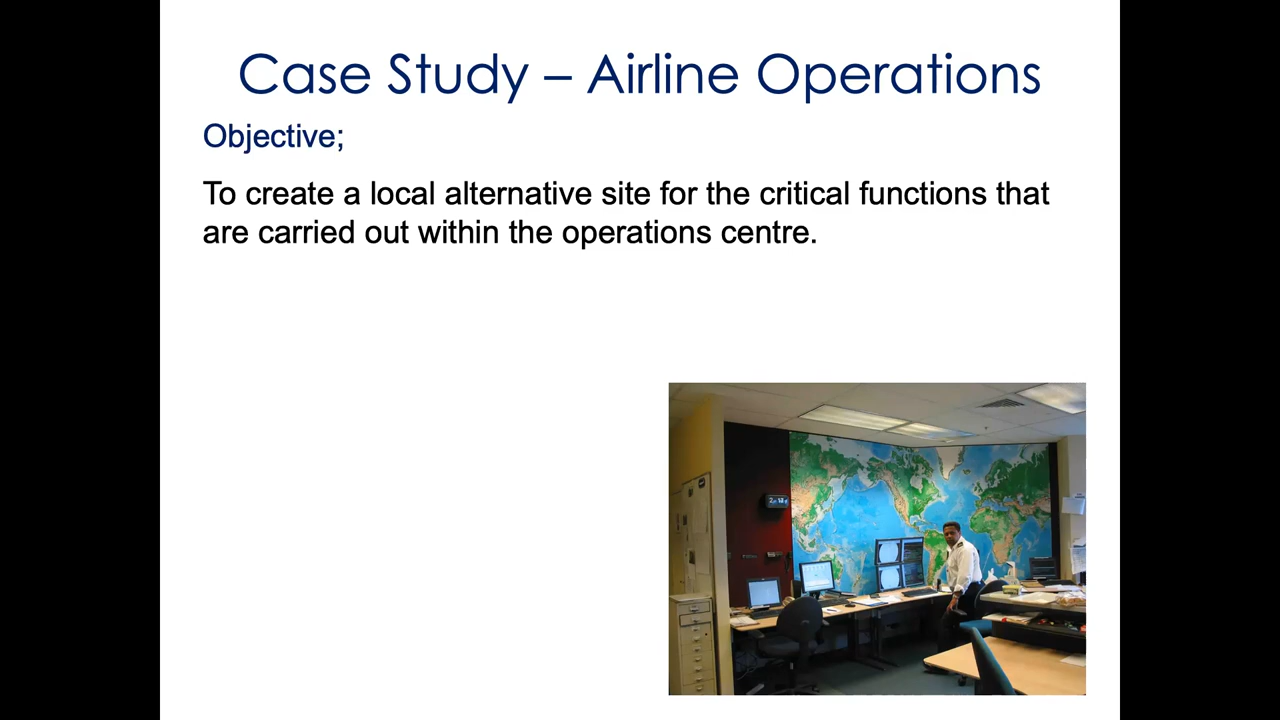 Case Study – Airline Operations
Objective;
To create a local alternative site for the critical functions that
are carried out within the operations centre.